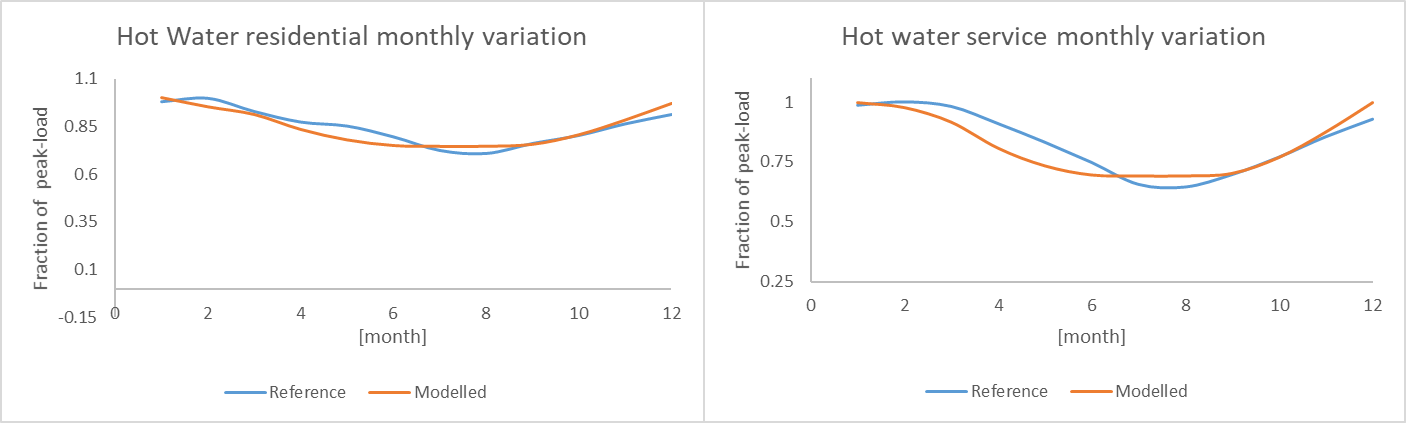 Hot Water residential monthly variation
Fraction of peak-load
1.1
0.85
0.6
0.35
0.1
-0.15
0 2 4 6 8 10 12
[month]
Reference Modelled
Hot water service monthly variation
Fraction of peak-load
1
0.75
0.5
0.25
0 2 4 6 8 10 12
[month]
Reference Modelled